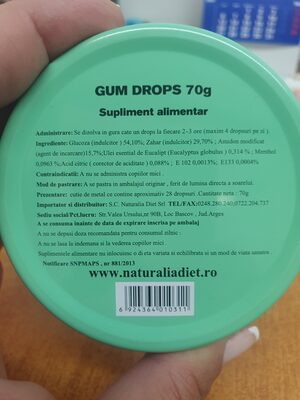 GUM DROPS 70g
Supliment alimentar
Administrare: Se dizolva in gura cate un drops la fiecare 2-3 ore (maxim 4 dropsuri pe zi ).
Ingrediente: Glucoza (indulcitor ) 54,10%; Zahar (indulcitor) 29,70% ; Amidon modificat
(agent de incarcare)15,7%;Ulei esential de Eucalipt (Eucalyptus globulus ) 0,314 % ; Menthol
0,0963 %;Acid citric ( corector de aciditate ) 0,088% ; E 102 0,0013%; E133 0,0004%
Contraindicatii: A nu se administra copiilor mici .
Mod de pastrare: A se pastra in ambalajul original , ferit de lumina directa a soarelui.
Prezentare: cutie de metal ce contine aproximativ 28 dropsuri .Cantitate neta : 70g
Importator si distribuitor: S.C. Naturalia Diet Srl TEL/FAX:0248.280.240,0722.204.737
Sediu social/Pct.lucru: Str.Valea Ursului,nr 90B, Loc Bascov . Jud.Arges
A se consuma inainte de data de expirare inscrisa pe ambalaj
A nu se depasi doza recomandata pentru consumul zilnic .
A nu se lasa la indemana si la vederea copiilor mici
Suplimentele alimentare nu inlocuiesc o dieta variata si echilibrata si un mod de viata sanatos .
Notificare SNPMAPS , nr 881/2013
www.naturaliadiet.ro
6 924364 010311